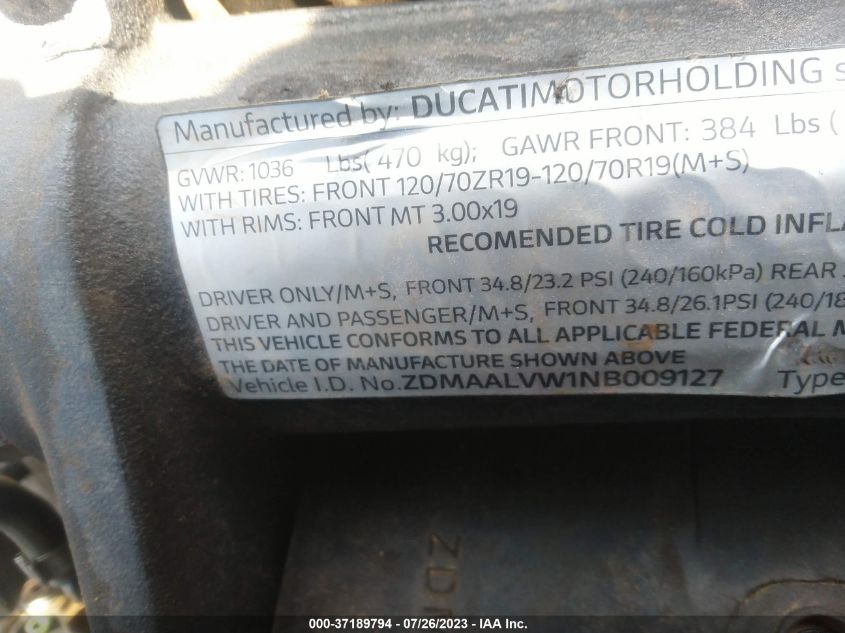 Manufactured by: DUCATIMOTORHOLDING
GVWR: 1036 Lbs( 470 kg); GAWR FRONT: 384 Lbs (
WITH TIRES: FRONT 120/70ZR19-120/70R19(M+S)
WITH RIMS: FRONT MT 3.00x19
RECOMENDED TIRE COLD INFLA
DRIVER ONLY/M+S, FRONT 34.8/23.2 PSI (240/160kPa) REAR
DRIVER AND PASSENGER/M+S, FRONT 34.8/26.1PSI (240/18
THIS VEHICLE CONFORMS TO ALL APPLICABLE FEDERAL M
THE DATE OF MANUFACTURE SHOWN ABOVE
Vehicle I.D. No.ZDMAALVW1NB009127 Type
ZD
000-37189794 - 07/26/2023 - IAA Inc.